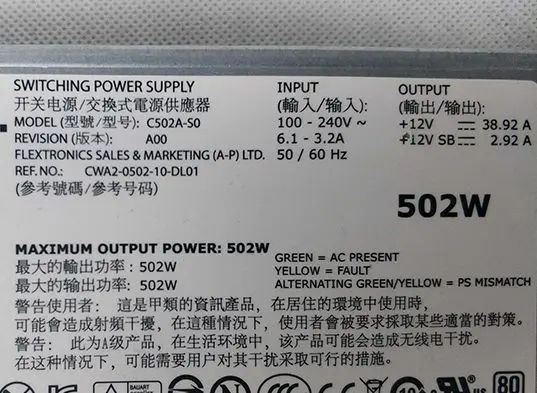 SWITCHING POWER SUPPLY
开关电源/交換式電源供應器
MODEL (型號/型号): C502A-S0
REVISION (版本): A00
FLEXTRONICS SALES & MARKETING (A-P) LTD.
REF. NO.: CWA2-0502-10-DL01
(參考號碼/參考号码)
INPUT
(輸入/输入):
100 - 240V ~
6.1 - 3.2A
50 / 60 Hz
OUTPUT
(輸出/输出):
+12V ⎓ 38.92 A
+12V SB ⎓ 2.92 A
502W
MAXIMUM OUTPUT POWER: 502W
最大的輸出功率: 502W
最大的输出功率: 502W
GREEN = AC PRESENT
YELLOW = FAULT
ALTERNATING GREEN/YELLOW = PS MISMATCH
警告使用者: 這是甲類的資訊產品，在居住的環境中使用時，
可能會造成射頻干擾，在這種情況下，使用者會被要求採取某些適當的對策。
警告: 此为A级产品，在生活环境中，该产品可能会造成无线电干扰。
在这种情况下，可能需要用户对其干扰采取可行的措施。
BAUART
US
80